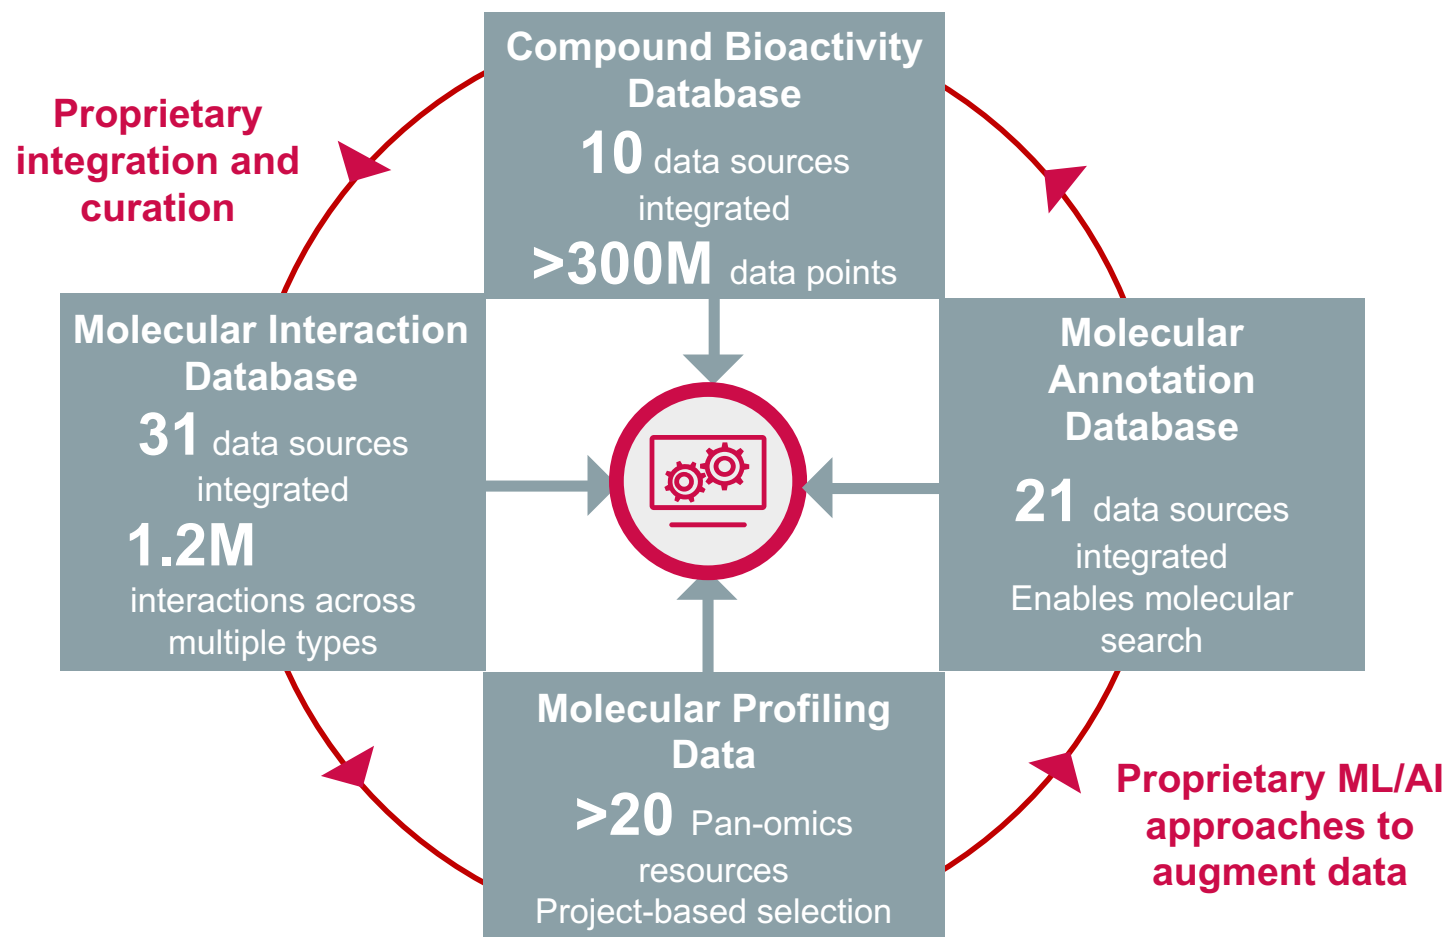 Compound Bioactivity
Database
10 data sources
integrated
>300M data points
Proprietary
integration and
curation
Molecular Interaction
Database
31 data sources
integrated
1.2M
interactions across
multiple types
Molecular
Annotation
Database
21 data sources
integrated
Enables molecular
search
Molecular Profiling
Data
>20 Pan-omics
resources
Project-based selection
Proprietary ML/AI
approaches to
augment data